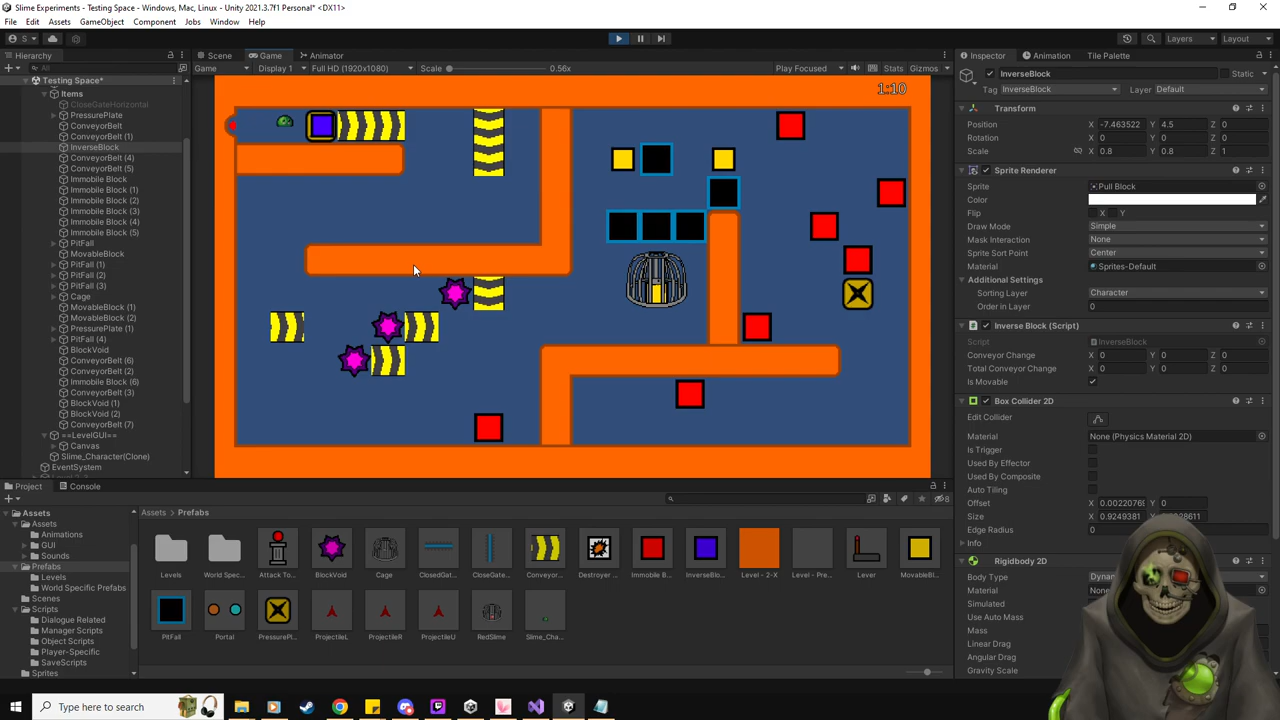 Slime Experiments - Testing Space - Windows, Mac, Linux - Unity 2021.3.7f1 Personal* <DX11>
File Edit Assets GameObject Component Jobs Window Help
S
Layers Layout
Hierarchy
All
Testing Space*
Items
CloseGateHorizontal
PressurePlate
ConveyorBelt
ConveyorBelt (1)
InverseBlock
ConveyorBelt (4)
ConveyorBelt (5)
Immobile Block
Immobile Block (1)
Immobile Block (2)
Immobile Block (3)
Immobile Block (4)
Immobile Block (5)
PitFall
MovableBlock
PitFall (1)
PitFall (2)
PitFall (3)
Cage
MovableBlock (1)
MovableBlock (2)
PressurePlate (1)
PitFall (4)
BlockVoid
ConveyorBelt (6)
ConveyorBelt (2)
Immobile Block (6)
ConveyorBelt (3)
BlockVoid (1)
BlockVoid (2)
ConveyorBelt (7)
==LevelGUI==
Canvas
Slime_Character(Clone)
EventSystem
Scene Game Animator
Game Display 1 Full HD (1920x1080) Scale 0.56x Play Focused Stats Gizmos
1:10
Inspector Animation Tile Palette
InverseBlock Static
Tag InverseBlock Layer Default
Transform
Position X -7.463522 Y 4.5 Z 0
Rotation X 0 Y 0 Z 0
Scale X 0.8 Y 0.8 Z 1
Sprite Renderer
Sprite Pull Block
Color
Flip X Y
Draw Mode Simple
Mask Interaction None
Sprite Sort Point Center
Material Sprites-Default
Additional Settings
Sorting Layer Character
Order in Layer 0
Inverse Block (Script)
Script InverseBlock
Conveyor Change X 0 Y 0 Z 0
Total Conveyor Change X 0 Y 0 Z 0
Is Movable
Box Collider 2D
Edit Collider
Material None (Physics Material 2D)
Is Trigger
Used By Effector
Used By Composite
Auto Tiling
Offset X 0.00220769 Y 0
Size X 0.9249381
Edge Radius 0
Info
Rigidbody 2D
Body Type
Material
Simulated
Use Auto Mass
Mass
Linear Drag
Angular Drag
Gravity Scale
Project Console
8
Assets
Assets
Animations
GUI
Sounds
Prefabs
Levels
World Specific Prefabs
Scenes
Scripts
Dialogue Related
Manager Scripts
Object Scripts
Player-Specific
SaveScripts
Sprites
Assets > Prefabs
Levels World Spec... Attack To... BlockVoid Cage ClosedGat... CloseGate... Conveyor... Destroyer ... Immobile B... InverseBlo... Level - 2-X Level - Pre... Lever MovableBl...
PitFall Portal PressurePl... ProjectileL ProjectileR ProjectileU RedSlime Slime_Cha...
Type here to search